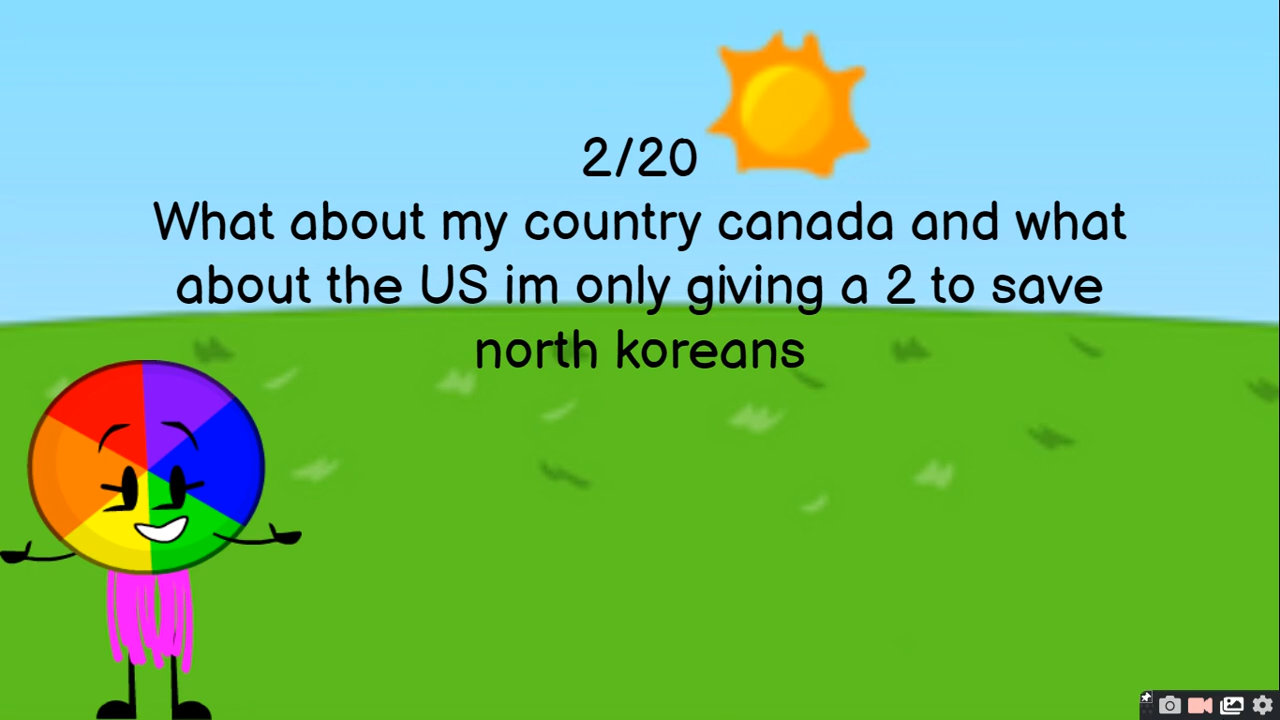 2/20
What about my country canada and what
about the US im only giving a 2 to save
north koreans